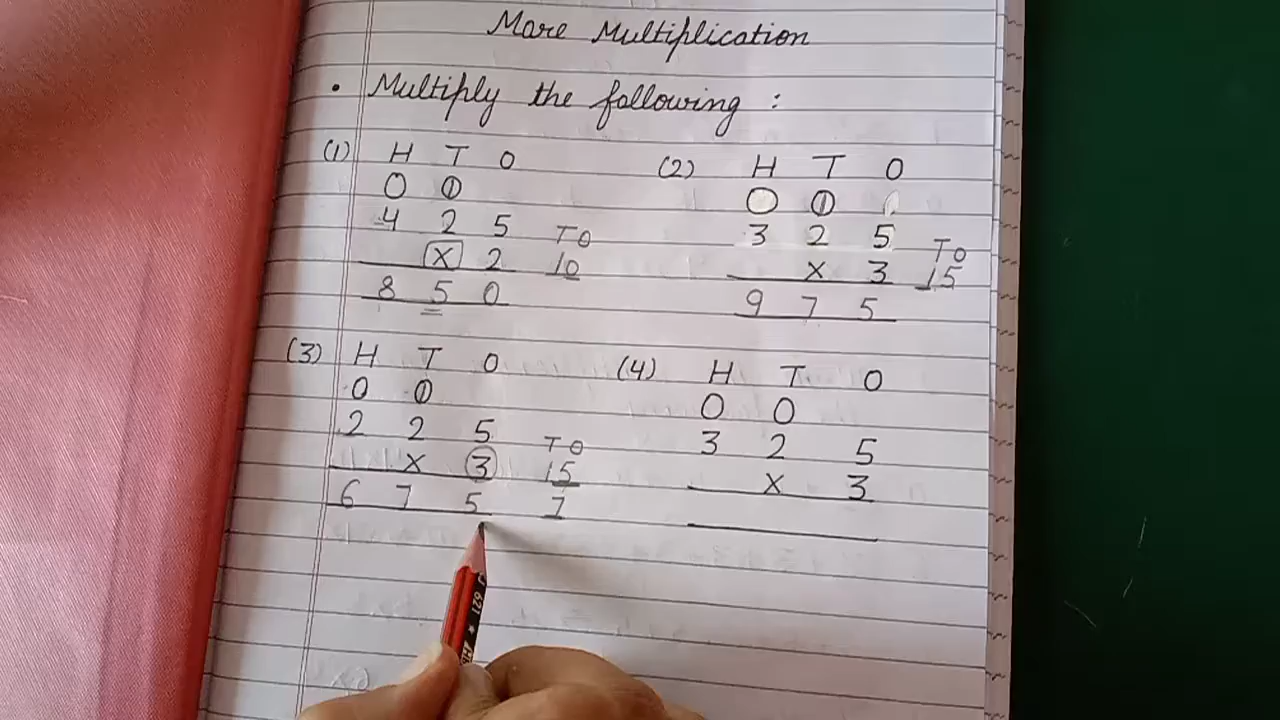 More Multiplication
• Multiply the following :
(1) H T O
0 1
4 2 5 T O
x 2 10
8 5 0
(2) H T O
0 1
3 2 5 T O
x 3 15
9 7 5
(3) H T O
0 1
2 2 5 T O
x 3 15
6 7 5 7
(4) H T O
0 0
3 2 5
x 3
621 ★